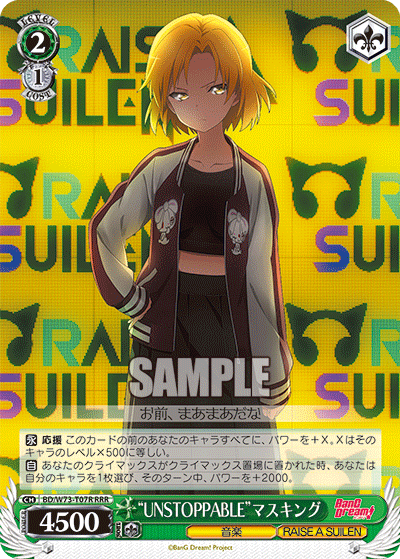 LEVEL
2
1
COST
RAISE A
SUILEN
RAISE A
SUILEN
RAISE A
SUILEN
SAMPLE
お前、まあまあだな！
永 応援 このカードの前のあなたのキャラすべてに、パワーを＋X。Xはそ
のキャラのレベル×500に等しい。
自 あなたのクライマックスがクライマックス置場に置かれた時、あなたは
自分のキャラを1枚選び、そのターン中、パワーを＋2000。
CH BD/W73-T07R RRR
4500
“UNSTOPPABLE”マスキング
BanG Dream!
音楽
RAISE A SUILEN
©BanG Dream! Project